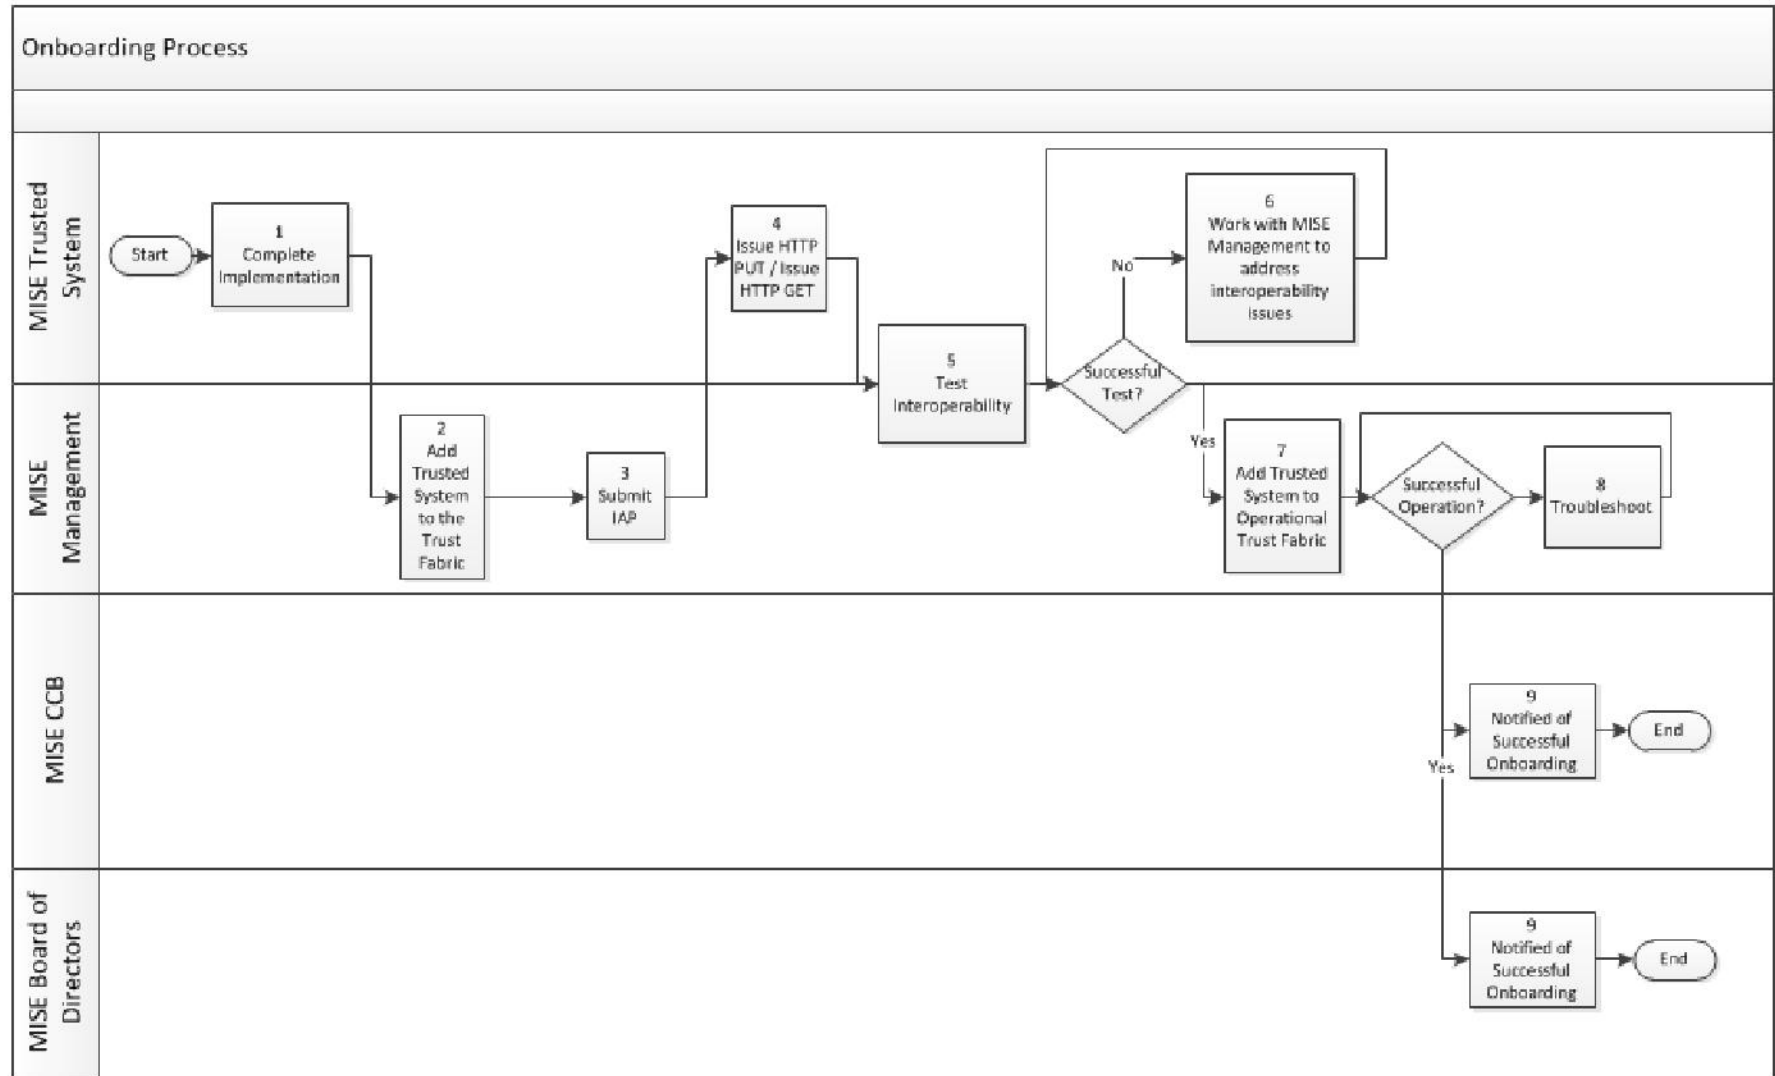 Onboarding Process
MISE Trusted
System
Start
1
Complete
Implementation
4
Issue HTTP
PUT / Issue
HTTP GET
5
Test
Interoperability
Successful
Test?
No
6
Work with MISE
Management to
address
interoperability
issues
MISE
Management
2
Add
Trusted
System
to the
Trust
Fabric
3
Submit
IAP
Yes
7
Add Trusted
System to
Operational
Trust Fabric
Successful
Operation?
8
Troubleshoot
MISE CCB
Yes
9
Notified of
Successful
Onboarding
End
MISE Board of
Directors
9
Notified of
Successful
Onboarding
End